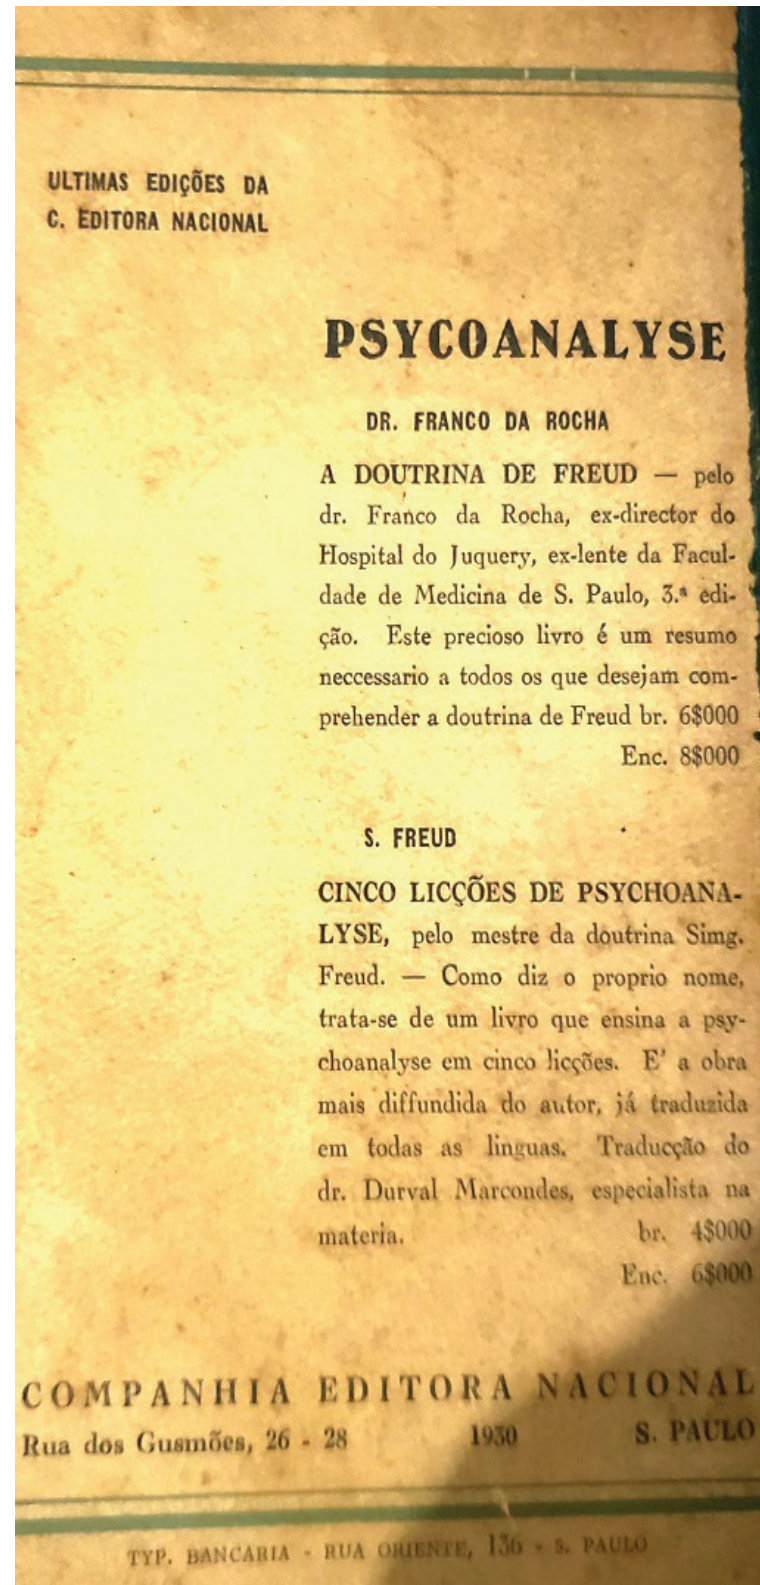 ULTIMAS EDIÇÕES DA
C. EDITORA NACIONAL
PSYCOANALYSE
DR. FRANCO DA ROCHA
A DOUTRINA DE FREUD — pelo
dr. Franco da Rocha, ex-director do
Hospital do Juquery, ex-lente da Facul-
dade de Medicina de S. Paulo, 3.ª edi-
ção. Este precioso livro é um resumo
neccessario a todos os que desejam com-
prehender a doutrina de Freud br. 6$000
Enc. 8$000
S. FREUD
CINCO LICÇÕES DE PSYCHOANA-
LYSE, pelo mestre da doutrina Simg.
Freud. — Como diz o proprio nome,
trata-se de um livro que ensina a psy-
choanalyse em cinco licções. E' a obra
mais diffundida do autor, já traduzida
em todas as linguas. Traducção do
dr. Durval Marcondes, especialista na
materia. br. 4$000
Enc. 6$000
COMPANHIA EDITORA NACIONAL
Rua dos Gusmões, 26 - 28 1930 S. PAULO
TYP. BANCARIA - RUA ORIENTE, 136 - S. PAULO